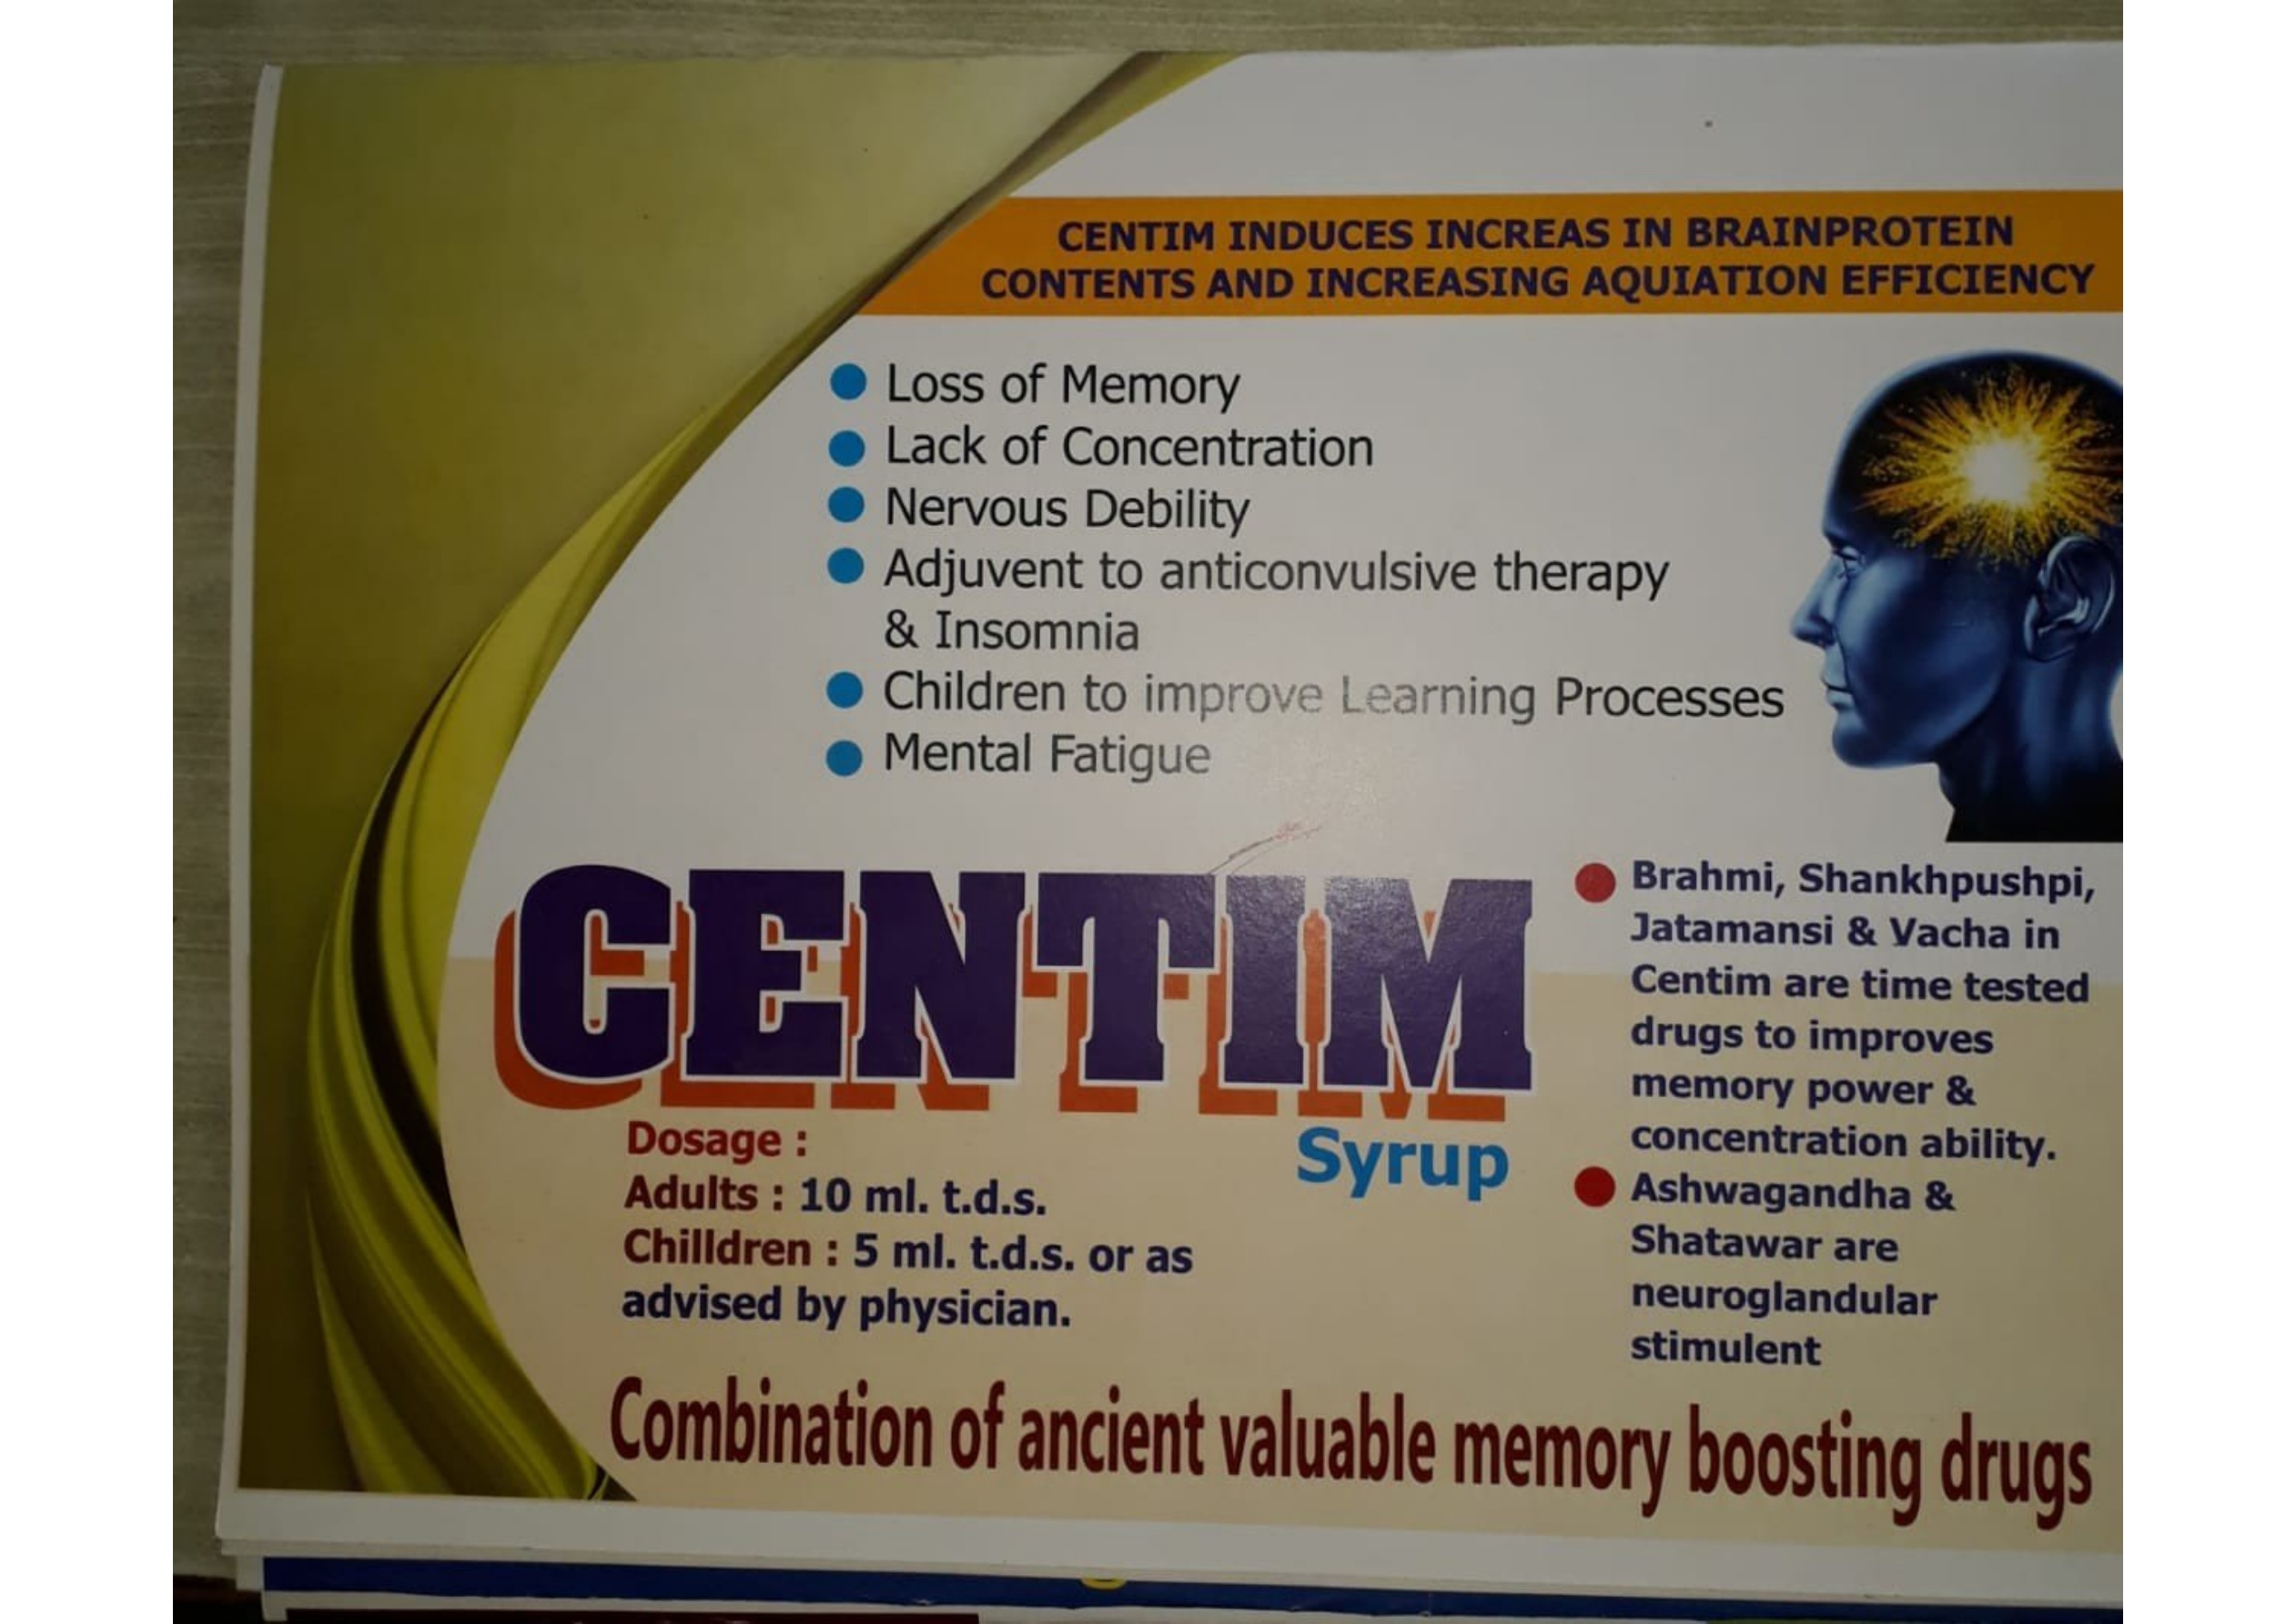 CENTIM INDUCES INCREAS IN BRAINPROTEIN
CONTENTS AND INCREASING AQUIATION EFFICIENCY
Loss of Memory
Lack of Concentration
Nervous Debility
Adjuvent to anticonvulsive therapy
& Insomnia
Children to improve Learning Processes
Mental Fatigue
CENTIM
Syrup
Dosage :
Adults : 10 ml. t.d.s.
Chilldren : 5 ml. t.d.s. or as
advised by physician.
Brahmi, Shankhpushpi,
Jatamansi & Vacha in
Centim are time tested
drugs to improves
memory power &
concentration ability.
Ashwagandha &
Shatawar are
neuroglandular
stimulent
Combination of ancient valuable memory boosting drugs